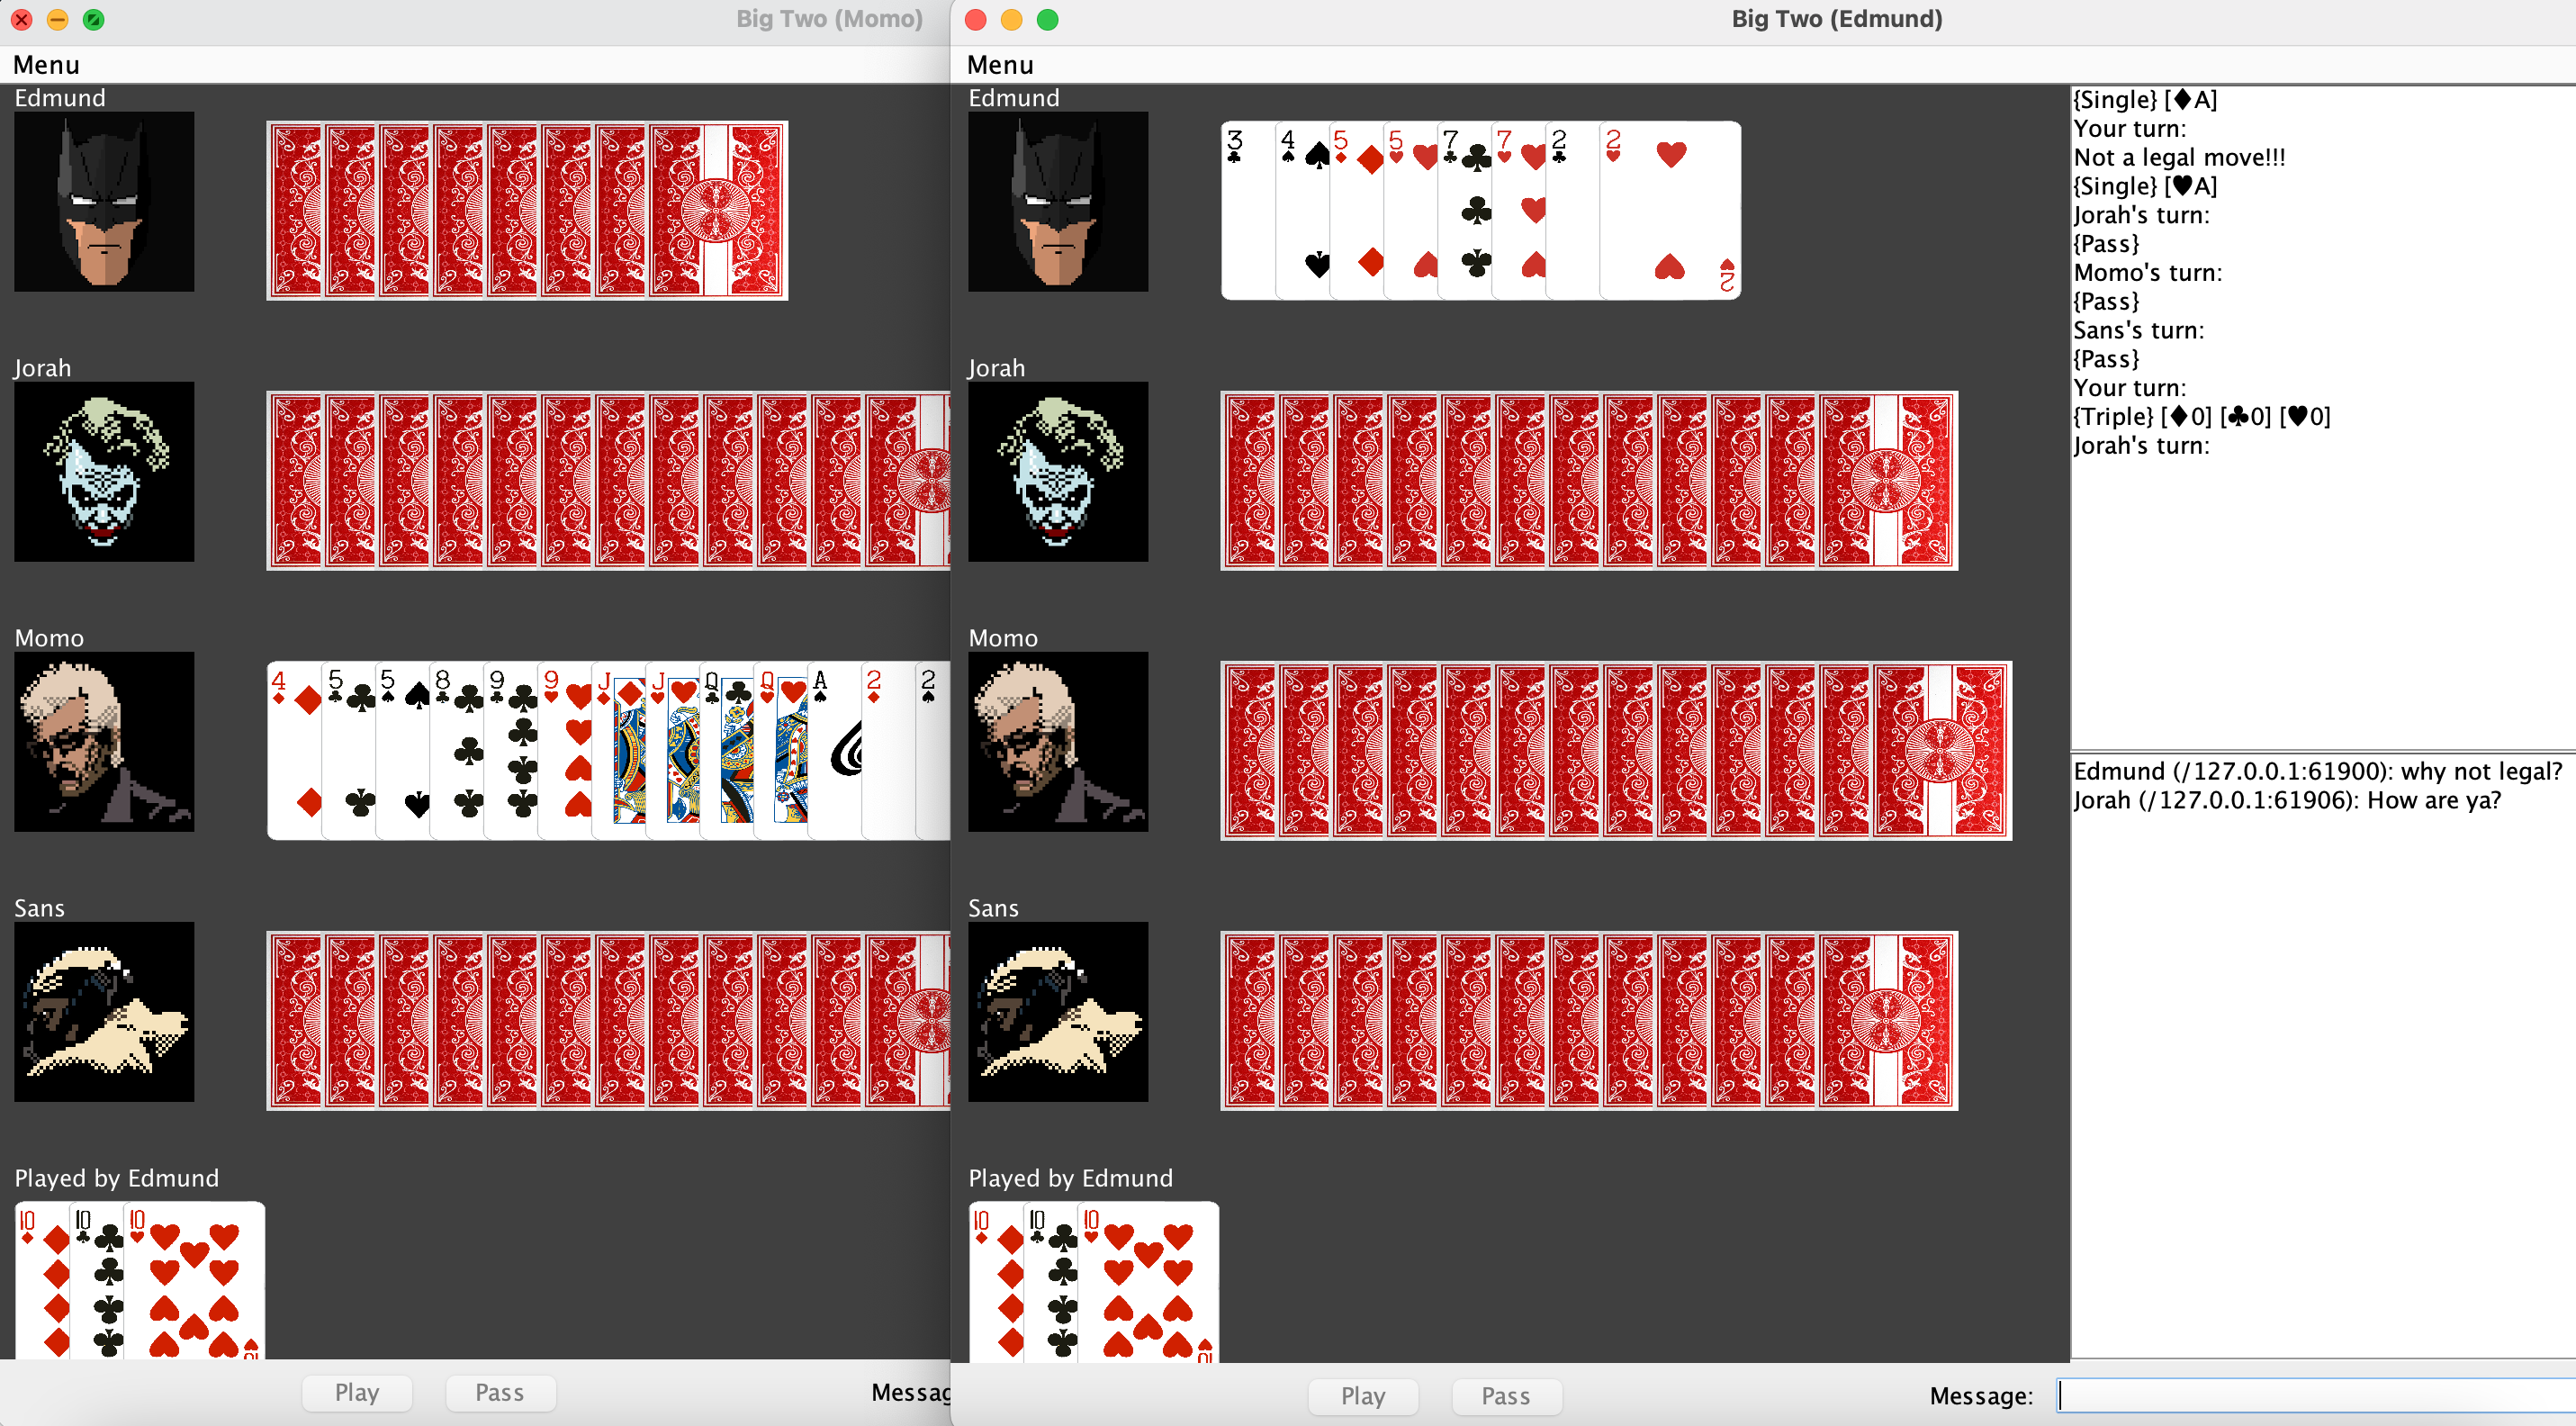 Big Two (Momo)
Menu
Edmund
Jorah
Momo
4
5
5
8
9
9
J
J
Q
Q
A
2
2
Sans
Played by Edmund
10
10
10
10
Play
Pass
Messag
Big Two (Edmund)
Menu
Edmund
3
4
5
5
7
7
2
2
2
Jorah
Momo
Sans
Played by Edmund
10
10
10
10
{Single} [♦A]
Your turn:
Not a legal move!!!
{Single} [♥A]
Jorah's turn:
{Pass}
Momo's turn:
{Pass}
Sans's turn:
{Pass}
Your turn:
{Triple} [♦0] [♣0] [♥0]
Jorah's turn:
Edmund (/127.0.0.1:61900): why not legal?
Jorah (/127.0.0.1:61906): How are ya?
Play
Pass
Message: